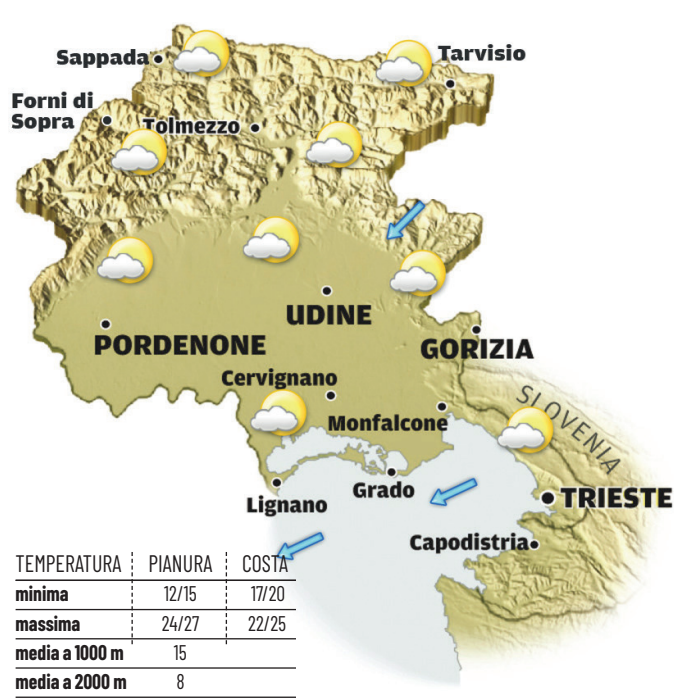 Sappada
Tarvisio
Forni di
Sopra
Tolmezzo
UDINE
PORDENONE
GORIZIA
Cervignano
SLOVENIA
Monfalcone
Grado
Lignano
TRIESTE
Capodistria
TEMPERATURA PIANURA COSTA
minima 12/15 17/20
massima 24/27 22/25
media a 1000 m 15
media a 2000 m 8